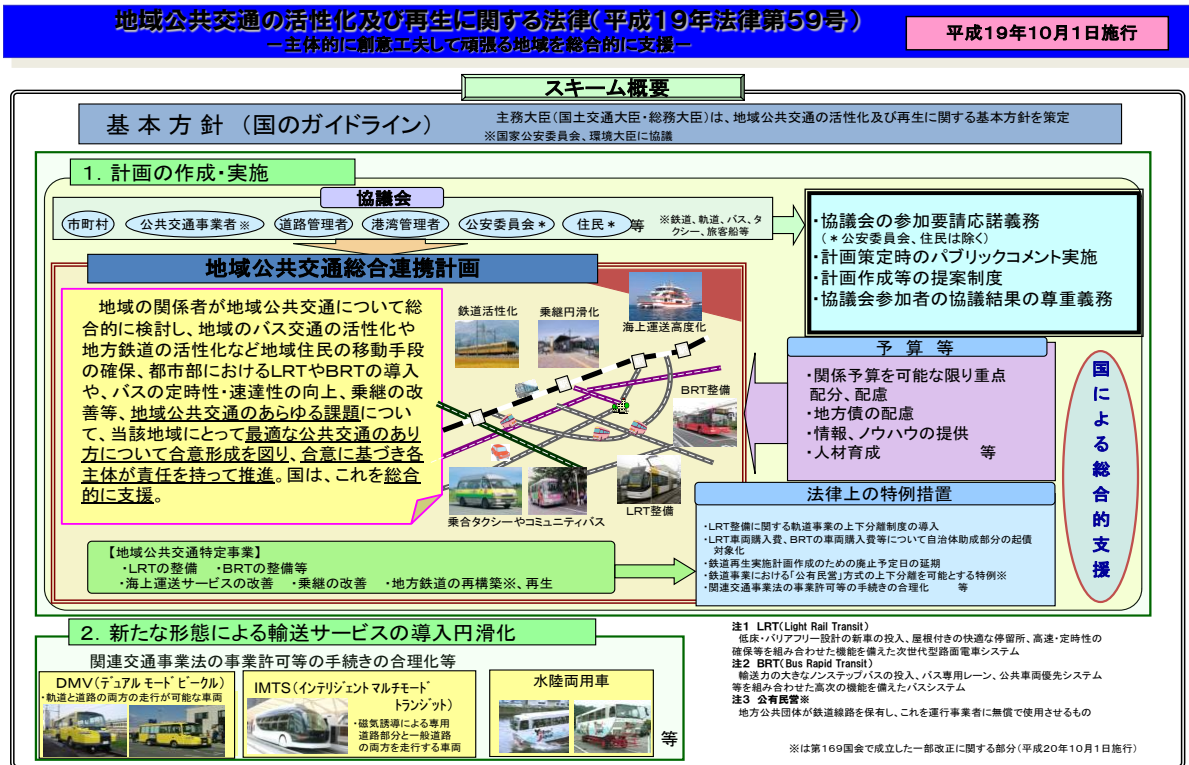 地域公共交通の活性化及び再生に関する法律(平成19年法律第59号)
－主体的に創意工夫して頑張る地域を総合的に支援－
平成19年10月1日施行
スキーム概要
基本方針（国のガイドライン）
主務大臣(国土交通大臣・総務大臣)は、地域公共交通の活性化及び再生に関する基本方針を策定
※国家公安委員会、環境大臣に協議
1．計画の作成・実施
協議会
市町村
公共交通事業者※
道路管理者
港湾管理者
公安委員会＊
住民＊
等
※鉄道、軌道、バス、タ
クシー、旅客船等
・協議会の参加要請応諾義務
（＊公安委員会、住民は除く）
・計画策定時のパブリックコメント実施
・計画作成等の提案制度
・協議会参加者の協議結果の尊重義務
地域公共交通総合連携計画
地域の関係者が地域公共交通について総
合的に検討し、地域のバス交通の活性化や
地方鉄道の活性化など地域住民の移動手段
の確保、都市部におけるLRTやBRTの導入
や、バスの定時性・速達性の向上、乗継の改
善等、地域公共交通のあらゆる課題につい
て、当該地域にとって最適な公共交通のあり
方について合意形成を図り、合意に基づき各
主体が責任を持って推進。国は、これを総合
的に支援。
鉄道活性化
乗継円滑化
海上運送高度化
BRT整備
LRT整備
乗合タクシーやコミュニティバス
予算等
・関係予算を可能な限り重点
配分、配慮
・地方債の配慮
・情報、ノウハウの提供
・人材育成　等
国による総合的支援
法律上の特例措置
・LRT整備に関する軌道事業の上下分離制度の導入
・LRT車両購入費、BRTの車両購入費等について自治体助成部分の起債
対象化
・鉄道再生実施計画作成のための廃止予定日の延期
・鉄道事業における「公有民営」方式の上下分離を可能とする特例※
・関連交通事業法の事業許可等の手続きの合理化　等
【地域公共交通特定事業】
・LRTの整備　・BRTの整備
・海上運送サービスの改善　・乗継の改善　・地方鉄道の再構築※、再生
2．新たな形態による輸送サービスの導入円滑化
関連交通事業法の事業許可等の手続きの合理化等
DMV(デュアル モード ビークル)
・軌道と道路の両方の走行が可能な車両
IMTS(インテリジェント マルチモード
トランジット)
・磁気誘導による専用
道路部分と一般道路
の両方を走行する車両
水陸両用車
等
注1 LRT(Light Rail Transit)
低床・バリアフリー設計の新車の投入、屋根付きの快適な停留所、高速・定時性の
確保等を組み合わせた機能を備えた次世代型路面電車システム
注2 BRT(Bus Rapid Transit)
輸送力の大きなノンステップバスの投入、バス専用レーン、公共車両優先システム
等を組み合わせた高次の機能を備えたバスシステム
注3 公有民営※
地方公共団体が鉄道線路を保有し、これを運行事業者に無償で使用させるもの
※は第169国会で成立した一部改正に関する部分(平成20年10月1日施行)